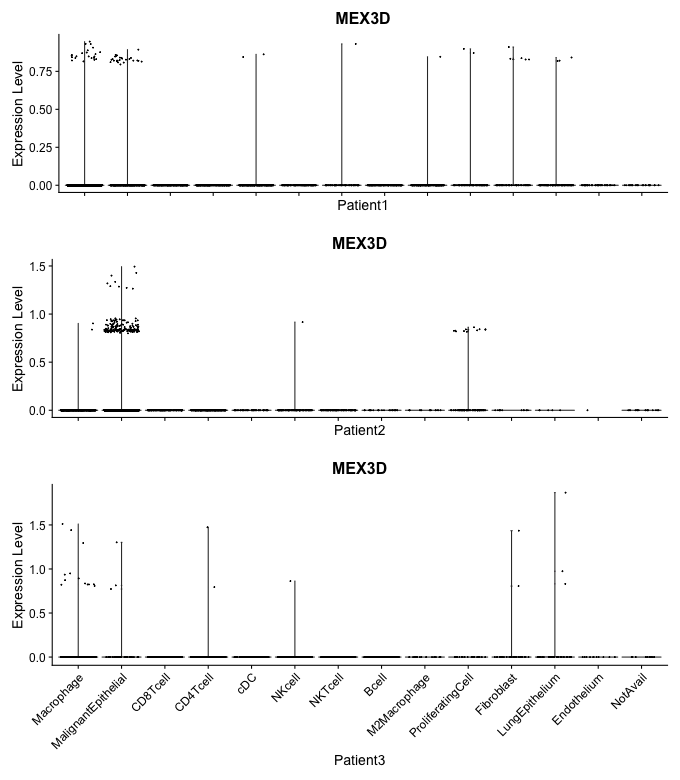 MEX3D
Expression Level
0.75
0.50
0.25
0.00
Patient1
MEX3D
Expression Level
1.5
1.0
0.5
0.0
Patient2
MEX3D
Expression Level
1.5
1.0
0.5
0.0
Macrophage
MalignantEpithelial
CD8Tcell
CD4Tcell
cDC
NKcell
NKTcell
Bcell
M2Macrophage
ProliferatingCell
Fibroblast
LungEpithelium
Endothelium
NotAvail
Patient3